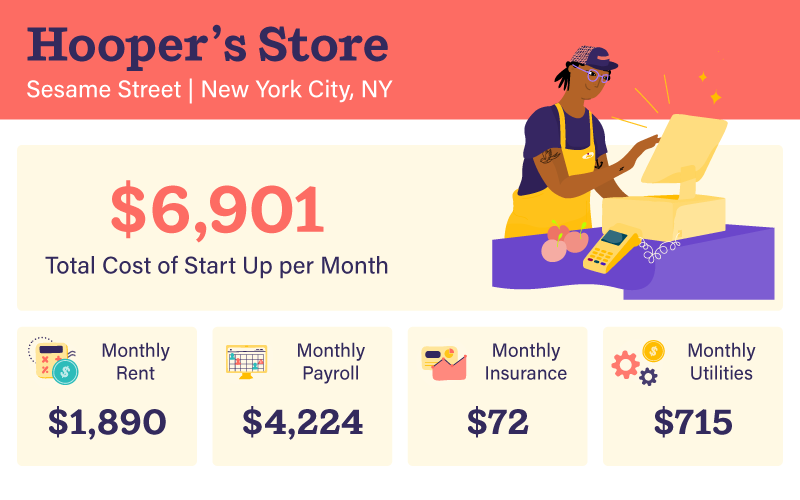 Hooper's Store
Sesame Street | New York City, NY
$6,901
Total Cost of Start Up per Month
Monthly
Rent
$1,890
Monthly
Payroll
$4,224
Monthly
Insurance
$72
Monthly
Utilities
$715